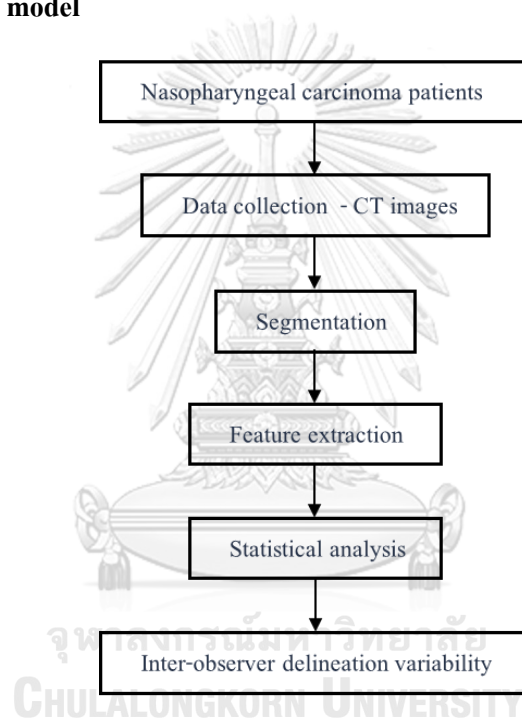 model
Nasopharyngeal carcinoma patients
Data collection - CT images
Segmentation
Feature extraction
Statistical analysis
Inter-observer delineation variability
จุฬาลงกรณ์มหาวิทยาลัย
CHULALONGKORN UNIVERSITY